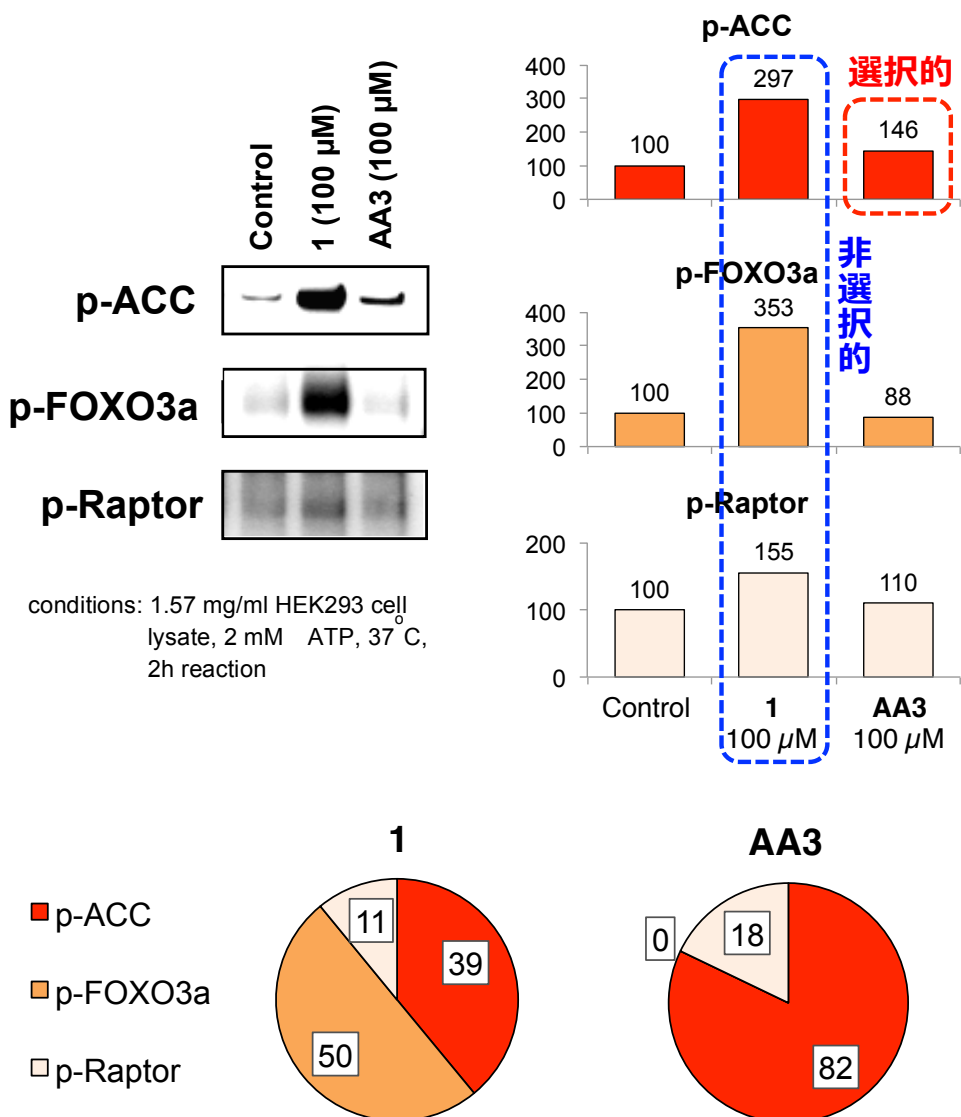 Control
1 (100 µM)
AA3 (100 µM)
p-ACC
p-FOXO3a
p-Raptor
conditions: 1.57 mg/ml HEK293 cell
lysate, 2 mM ATP, 37°C,
2h reaction
p-ACC
選択的
400
300
200
100
0
100
297
146
p-FOXO3a
非選択的
400
300
200
100
0
100
353
88
p-Raptor
200
100
0
100
155
110
Control
1
100 µM
AA3
100 µM
p-ACC
p-FOXO3a
p-Raptor
1
11
39
50
AA3
0
18
82